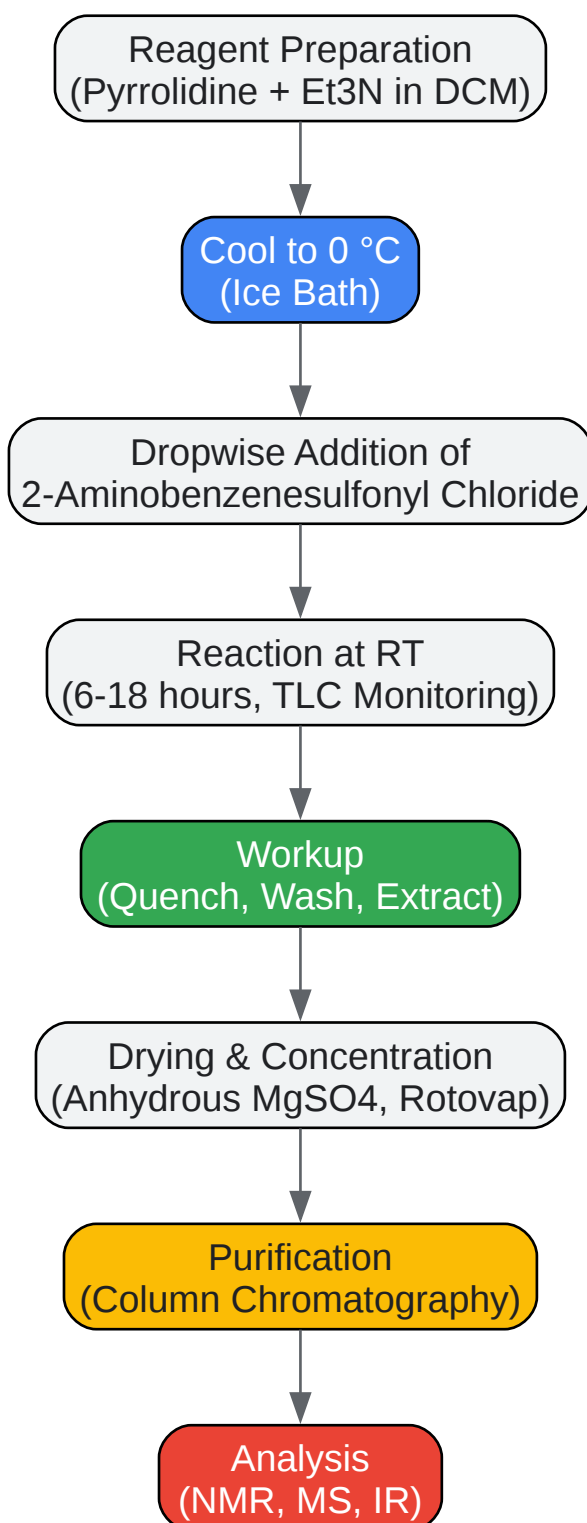 Reagent Preparation
(Pyrrolidine + Et3N in DCM)
Cool to 0 °C
(Ice Bath)
Dropwise Addition of
2-Aminobenzenesulfonyl Chloride
Reaction at RT
(6-18 hours, TLC Monitoring)
Workup
(Quench, Wash, Extract)
Drying & Concentration
(Anhydrous MgSO4, Rotovap)
Purification
(Column Chromatography)
Analysis
(NMR, MS, IR)